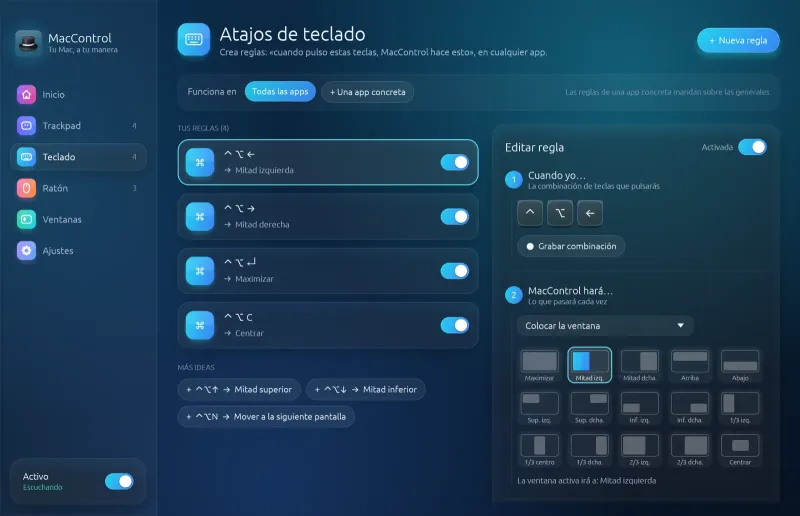 MacControl
Tu Mac, a tu manera
Inicio
Trackpad 4
Teclado 4
Ratón 3
Ventanas
Ajustes
Activo
Escuchando
Atajos de teclado
Crea reglas: «cuando pulso estas teclas, MacControl hace esto», en cualquier app.
+ Nueva regla
Funciona en
Todas las apps
+ Una app concreta
Las reglas de una app concreta mandan sobre las generales
TUS REGLAS (4)
⌘
^ ⌥ ←
→ Mitad izquierda
⌘
^ ⌥ →
→ Mitad derecha
⌘
^ ⌥ ↵
→ Maximizar
⌘
^ ⌥ C
→ Centrar
MÁS IDEAS
+ ^⌥↑ → Mitad superior
+ ^⌥↓ → Mitad inferior
+ ^⌥N → Mover a la siguiente pantalla
Editar regla
Activada
1 Cuando yo…
La combinación de teclas que pulsarás
^ ⌥ ←
Grabar combinación
2 MacControl hará…
Lo que pasará cada vez
Colocar la ventana
Maximizar Mitad izq. Mitad dcha. Arriba Abajo
Sup. izq. Sup. dcha. Inf. izq. Inf. dcha. 1/3 izq.
1/3 centro 1/3 dcha. 2/3 izq. 2/3 dcha. Centrar
La ventana activa irá a: Mitad izquierda